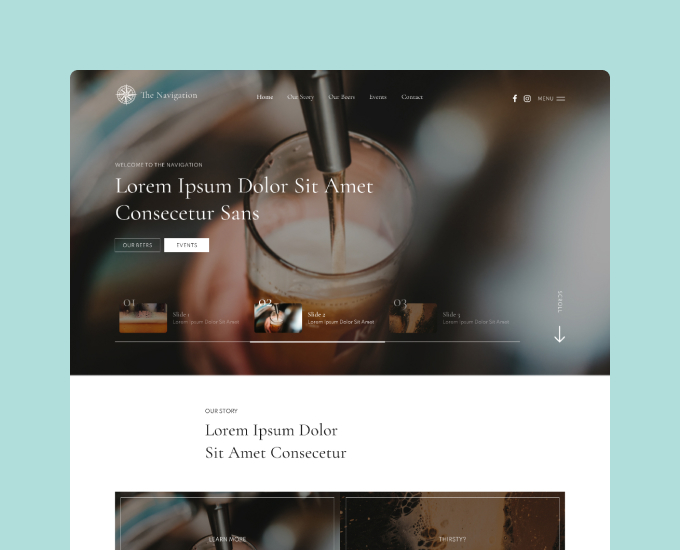 The Navigation
Home Our Story Our Beers Events Contact
MENU
WELCOME TO THE NAVIGATION
Lorem Ipsum Dolor Sit Amet
Consecetur Sans
OUR BEERS EVENTS
01
Slide 1
Lorem Ipsum Dolor Sit Amet
02
Slide 2
Lorem Ipsum Dolor Sit Amet
03
Slide 3
Lorem Ipsum Dolor Sit Amet
SCROLL
OUR STORY
Lorem Ipsum Dolor
Sit Amet Consecetur
LEARN MORE
THIRSTY?